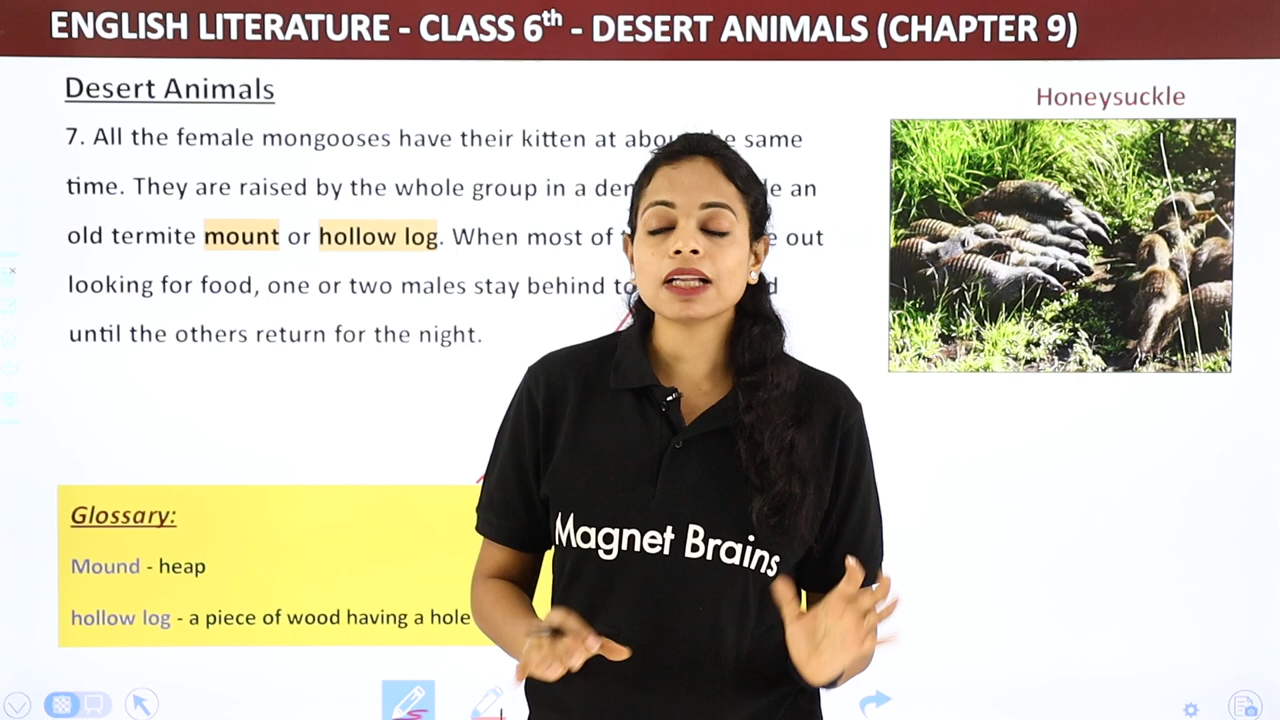 ENGLISH LITERATURE - CLASS 6th - DESERT ANIMALS (CHAPTER 9)
Desert Animals
Honeysuckle
7. All the female mongooses have their kitten at same
time. They are raised by the whole group in a an
old termite mount or hollow log. When most of out
looking for food, one or two males stay behind
until the others return for the night.
Glossary:
Mound - heap
hollow log - a piece of wood having a hole
Magnet Brains